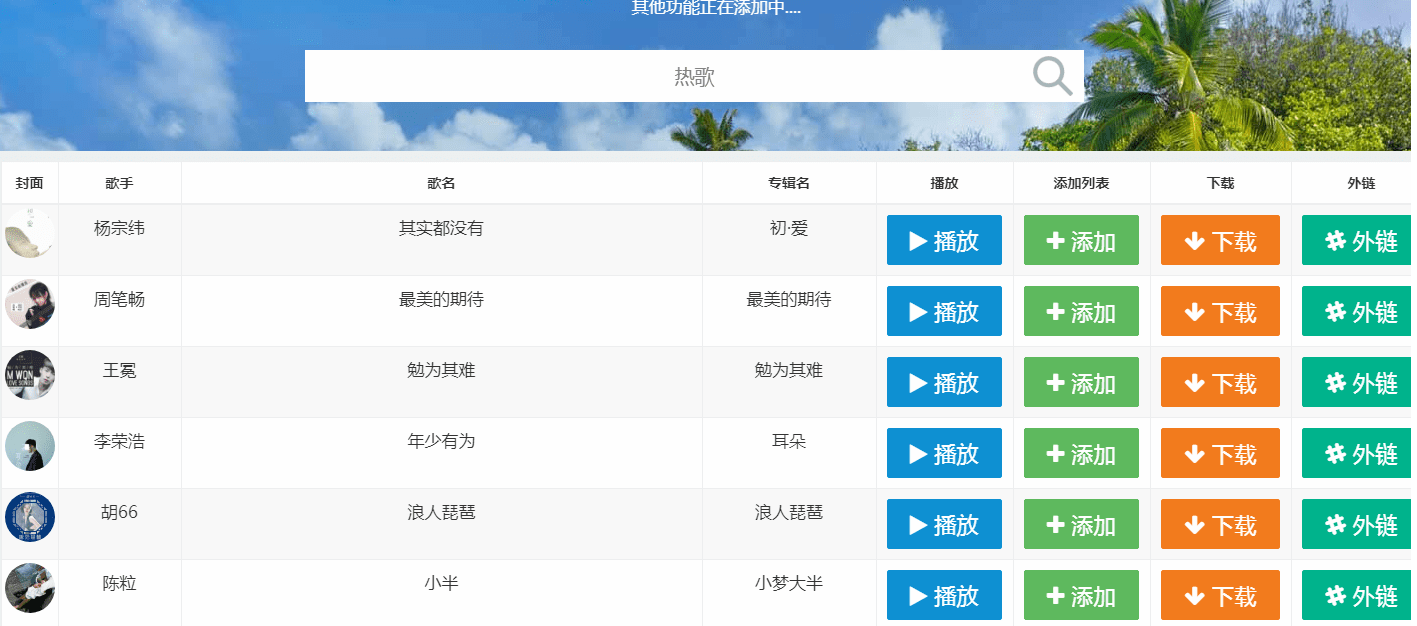 其他功能正在添加中....
热歌
封面 歌手 歌名 专辑名 播放 添加列表 下载 外链
杨宗纬 其实都没有 初·爱 播放 添加 下载 外链
周笔畅 最美的期待 最美的期待 播放 添加 下载 外链
M WON
LOVE SONGS
王冕 勉为其难 勉为其难 播放 添加 下载 外链
李荣浩 年少有为 耳朵 播放 添加 下载 外链
胡66 浪人琵琶 浪人琵琶 播放 添加 下载 外链
陈粒 小半 小梦大半 播放 添加 下载 外链